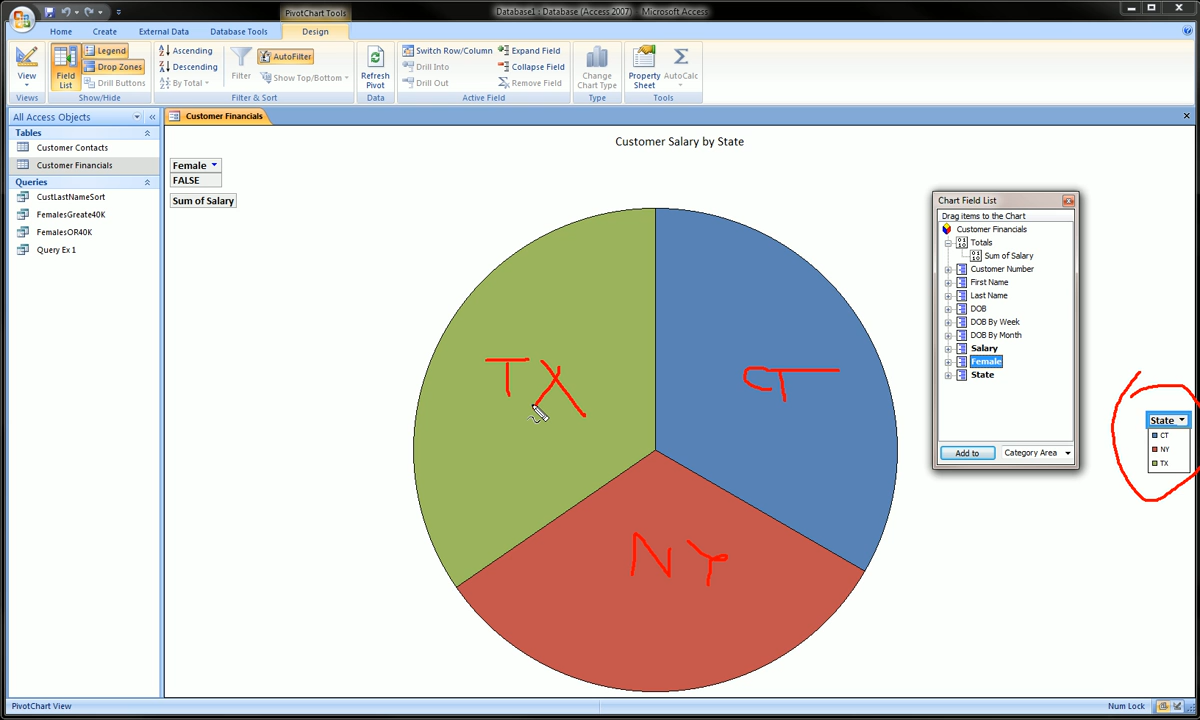 PivotChart Tools
Database1 : Database (Access 2007) - Microsoft Access
Home Create External Data Database Tools Design
View
Views
Field List
Legend
Drop Zones
Drill Buttons
Show/Hide
Ascending
Descending
By Total
Filter
AutoFilter
Show Top/Bottom
Filter & Sort
Refresh Pivot
Data
Switch Row/Column
Drill Into
Drill Out
Expand Field
Collapse Field
Remove Field
Active Field
Change Chart Type
Type
Property Sheet
AutoCalc
Tools
All Access Objects
Tables
Customer Contacts
Customer Financials
Queries
CustLastNameSort
FemalesGreate40K
FemalesOR40K
Query Ex 1
Customer Financials
Customer Salary by State
Female
FALSE
Sum of Salary
TX
CT
NY
Chart Field List
Drag items to the Chart
Customer Financials
Totals
Sum of Salary
Customer Number
First Name
Last Name
DOB
DOB By Week
DOB By Month
Salary
Female
State
Add to Category Area
State
CT
NY
TX
PivotChart View
Num Lock